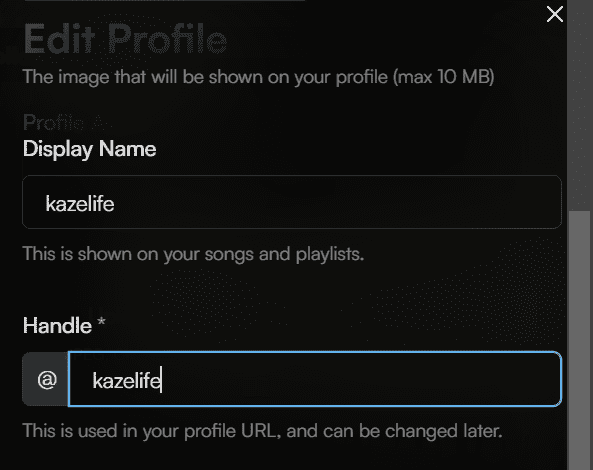 Edit Profile
The image that will be shown on your profile (max 10 MB)
Profile A
Display Name
kazelife
This is shown on your songs and playlists.
Handle *
@ kazelife
This is used in your profile URL, and can be changed later.